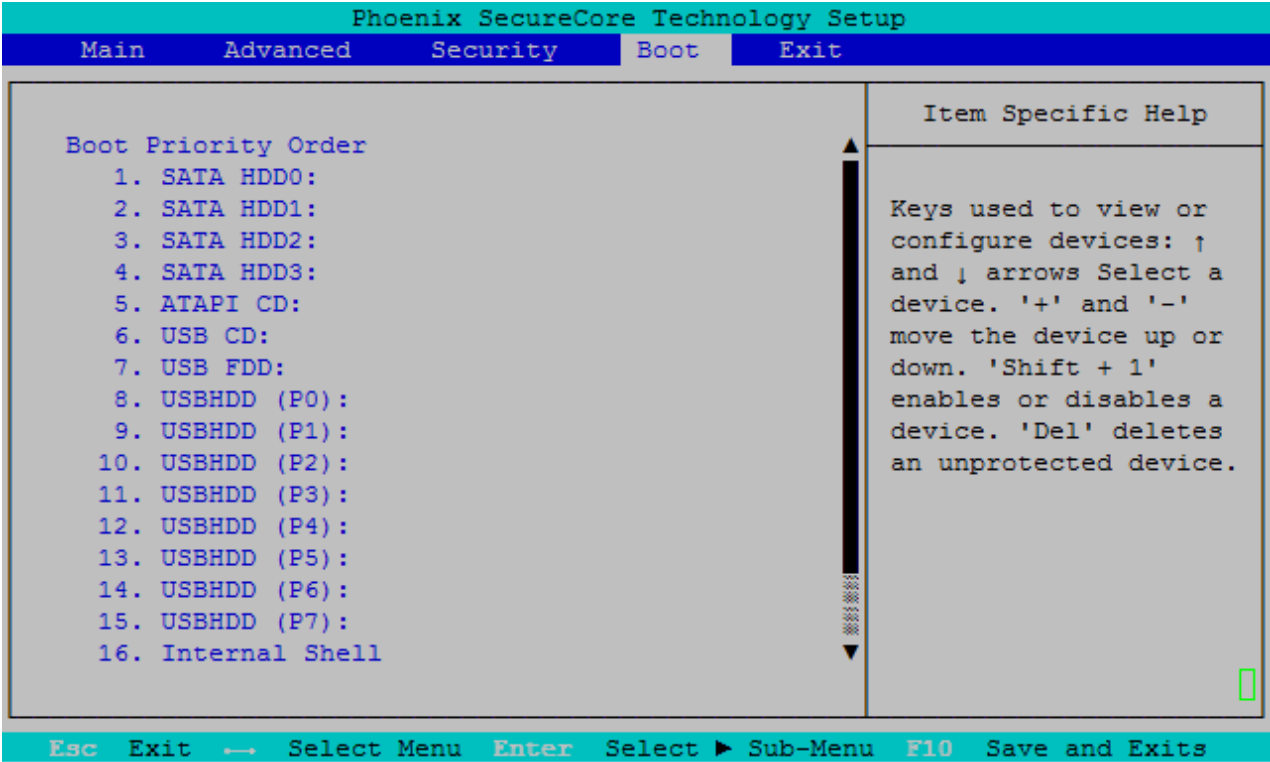 Phoenix SecureCore Technology Setup
Main Advanced Security Boot Exit
Boot Priority Order
1. SATA HDD0:
2. SATA HDD1:
3. SATA HDD2:
4. SATA HDD3:
5. ATAPI CD:
6. USB CD:
7. USB FDD:
8. USBHDD (P0):
9. USBHDD (P1):
10. USBHDD (P2):
11. USBHDD (P3):
12. USBHDD (P4):
13. USBHDD (P5):
14. USBHDD (P6):
15. USBHDD (P7):
16. Internal Shell
Item Specific Help
Keys used to view or
configure devices: ↑
and ↓ arrows Select a
device. '+' and '-'
move the device up or
down. 'Shift + 1'
enables or disables a
device. 'Del' deletes
an unprotected device.
Esc Exit ↔ Select Menu Enter Select ▶ Sub-Menu F10 Save and Exits